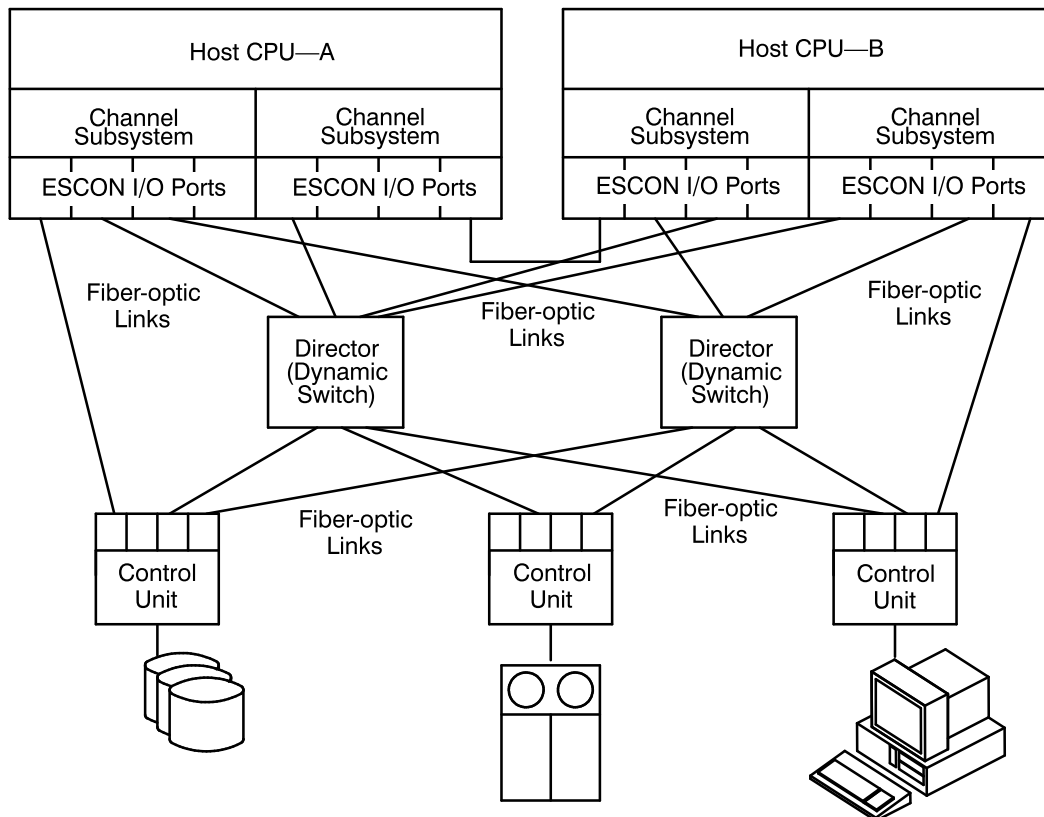 Host CPU—A
Host CPU—B
Channel
Subsystem
Channel
Subsystem
Channel
Subsystem
Channel
Subsystem
ESCON I/O Ports
ESCON I/O Ports
ESCON I/O Ports
ESCON I/O Ports
Fiber-optic
Links
Fiber-optic
Links
Fiber-optic
Links
Director
(Dynamic
Switch)
Director
(Dynamic
Switch)
Fiber-optic
Links
Fiber-optic
Links
Control
Unit
Control
Unit
Control
Unit